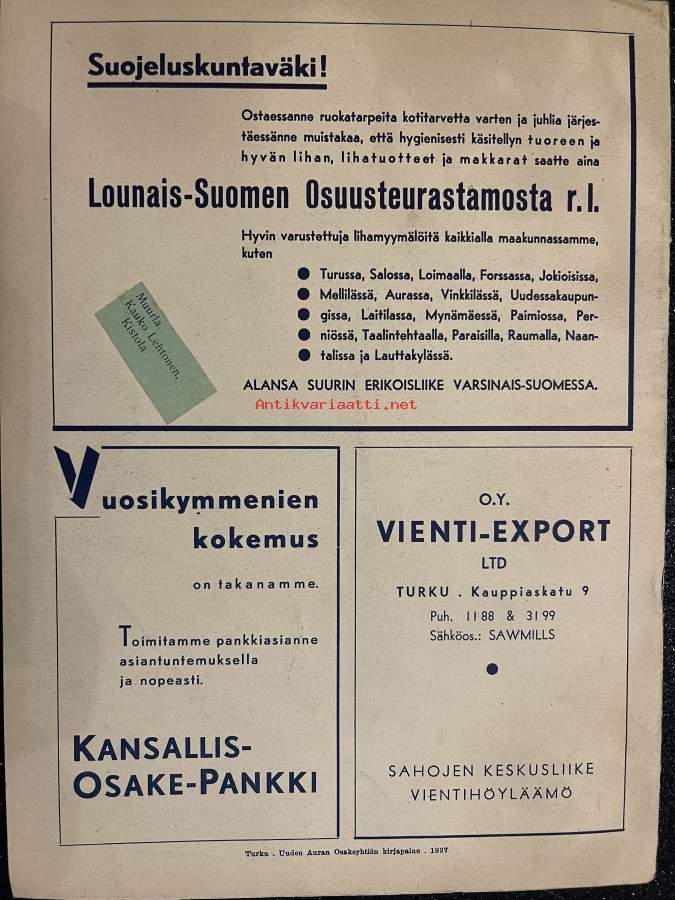 Suojeluskuntaväki!
Ostaessanne ruokatarpeita kotitarvetta varten ja juhlia järjes-
täessänne muistakaa, että hygienisesti käsitellyn tuoreen ja
hyvän lihan, lihatuotteet ja makkarat saatte aina
Lounais-Suomen Osuusteurastamosta r.l.
Hyvin varustettuja lihamyymälöitä kaikkialla maakunnassamme,
kuten
● Turussa, Salossa, Loimaalla, Forssassa, Jokioisissa,
● Mellilässä, Aurassa, Vinkkilässä, Uudessakaupun-
● gissa, Laitilassa, Mynämäessä, Paimiossa, Per-
● niössä, Taalintehtaalla, Paraisilla, Raumalla, Naan-
● talissa ja Lauttakylässä.
ALANSA SUURIN ERIKOISLIIKE VARSINAIS-SUOMESSA.
Muurla
Kauko Lehtonen,
Kistola
Antikvariaatti.net
Vuosikymmenien
kokemus
on takanamme.
Toimitamme pankkiasianne
asiantuntemuksella
ja nopeasti.
KANSALLIS-
OSAKE-PANKKI
O.Y.
VIENTI-EXPORT
LTD
TURKU . Kauppiaskatu 9
Puh. 1188 & 3199
Sähköos.: SAWMILLS
●
SAHOJEN KESKUSLIIKE
VIENTIHÖYLÄÄMÖ
Turku . Uuden Auran Osakeyhtiön kirjapaino . 1937